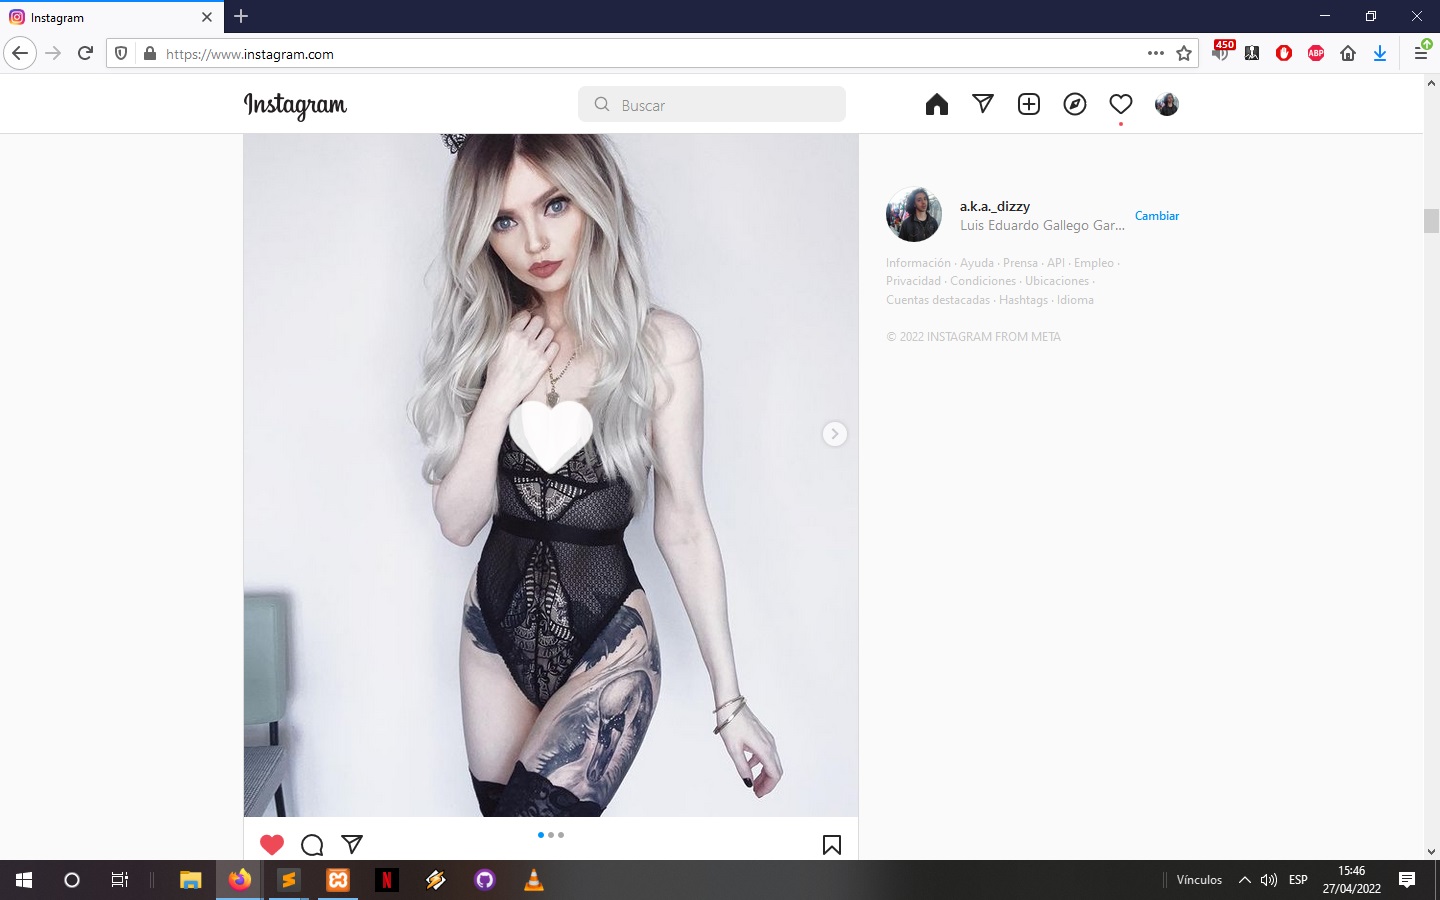 Instagram
https://www.instagram.com
450
ABP
Instagram
Buscar
a.k.a._dizzy
Luis Eduardo Gallego Gar...
Cambiar
Información · Ayuda · Prensa · API · Empleo ·
Privacidad · Condiciones · Ubicaciones ·
Cuentas destacadas · Hashtags · Idioma
© 2022 INSTAGRAM FROM META
N
Vínculos
ESP
15:46
27/04/2022